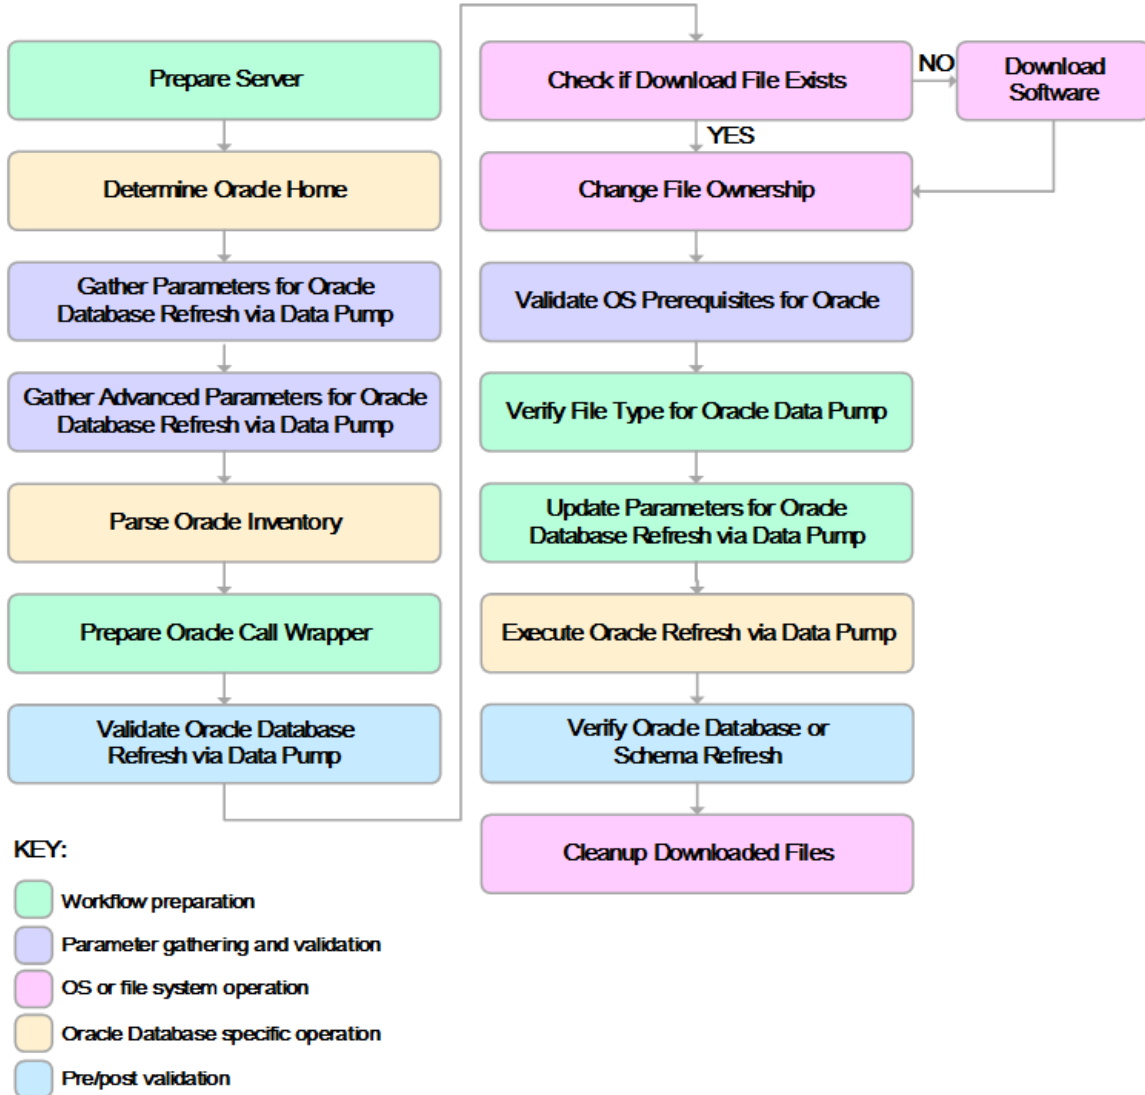 Prepare Server
Determine Oracle Home
Gather Parameters for Oracle
Database Refresh via Data Pump
Gather Advanced Parameters for Oracle
Database Refresh via Data Pump
Parse Oracle Inventory
Prepare Oracle Call Wrapper
Validate Oracle Database
Refresh via Data Pump
Check if Download File Exists
NO
Download
Software
YES
Change File Ownership
Validate OS Prerequisites for Oracle
Verify File Type for Oracle Data Pump
Update Parameters for Oracle
Database Refresh via Data Pump
Execute Oracle Refresh via Data Pump
Verify Oracle Database or
Schema Refresh
Cleanup Downloaded Files
KEY:
Workflow preparation
Parameter gathering and validation
OS or file system operation
Oracle Database specific operation
Pre/post validation